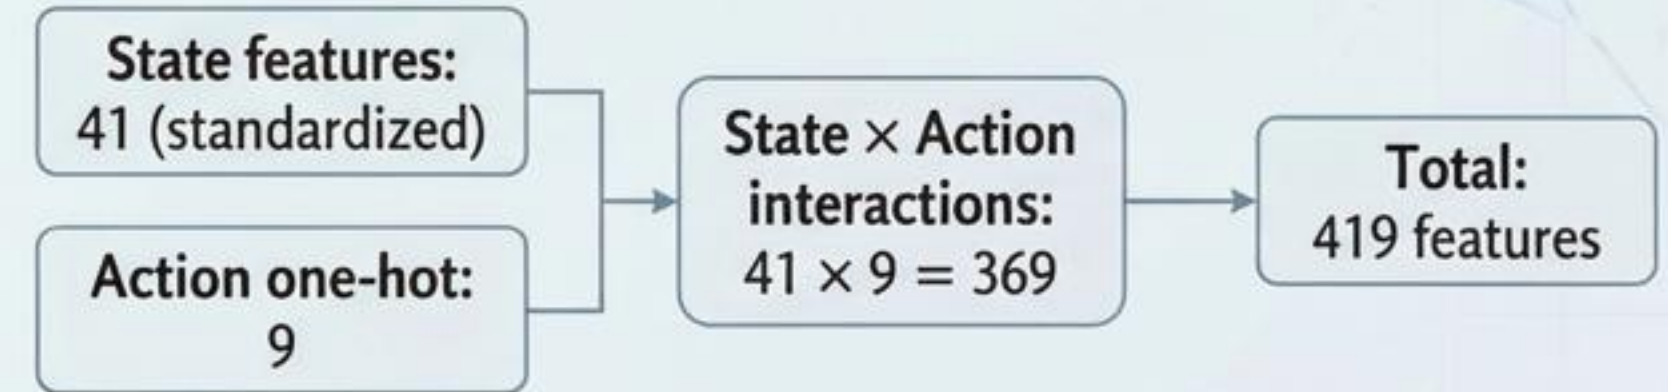 State features:
41 (standardized)
Action one-hot:
9
State × Action
interactions:
41 × 9 = 369
Total:
419 features